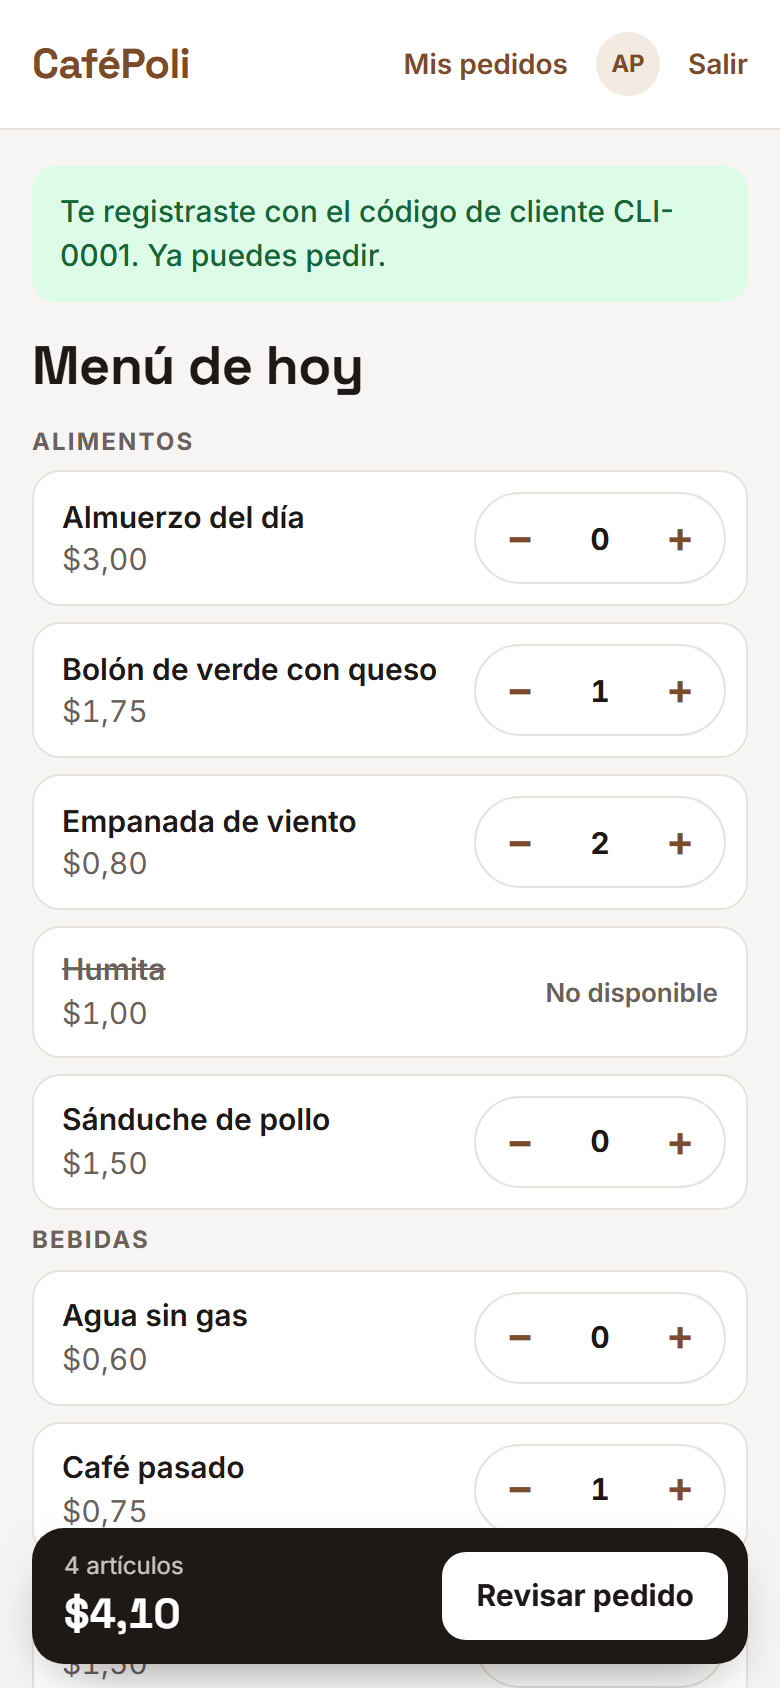 CaféPoli
Mis pedidos
AP
Salir
Te registraste con el código de cliente CLI-
0001. Ya puedes pedir.
Menú de hoy
ALIMENTOS
Almuerzo del día
$3,00
− 0 +
Bolón de verde con queso
$1,75
− 1 +
Empanada de viento
$0,80
− 2 +
Humita
$1,00
No disponible
Sánduche de pollo
$1,50
− 0 +
BEBIDAS
Agua sin gas
$0,60
− 0 +
Café pasado
$0,75
− 1 +
4 artículos
$4,10
Revisar pedido